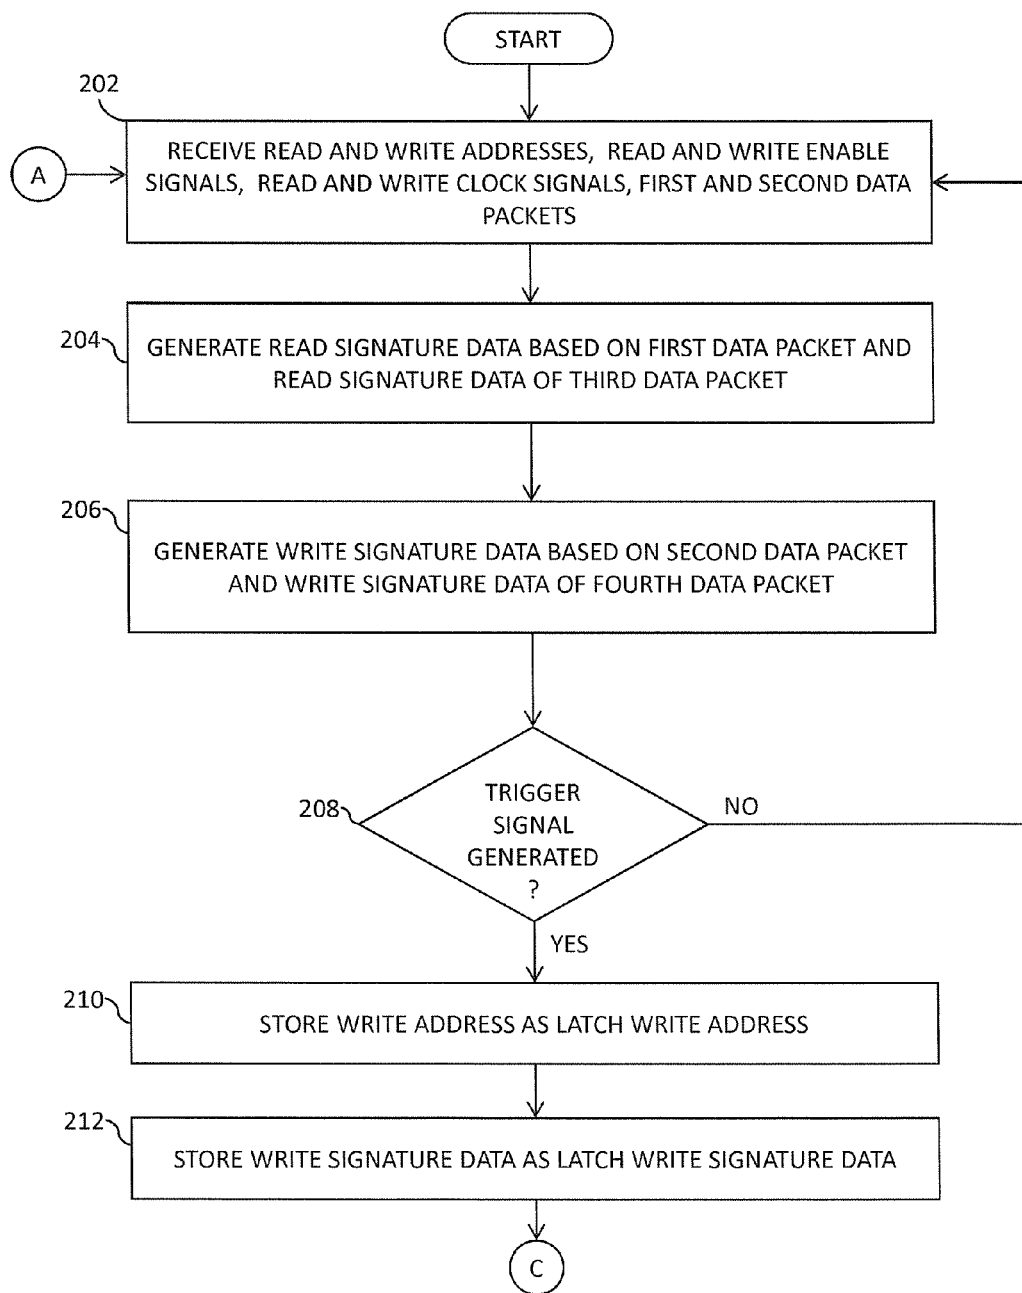 START
202
A
RECEIVE READ AND WRITE ADDRESSES, READ AND WRITE ENABLE
SIGNALS, READ AND WRITE CLOCK SIGNALS, FIRST AND SECOND DATA
PACKETS
204
GENERATE READ SIGNATURE DATA BASED ON FIRST DATA PACKET AND
READ SIGNATURE DATA OF THIRD DATA PACKET
206
GENERATE WRITE SIGNATURE DATA BASED ON SECOND DATA PACKET
AND WRITE SIGNATURE DATA OF FOURTH DATA PACKET
208
TRIGGER
SIGNAL
GENERATED
?
NO
YES
210
STORE WRITE ADDRESS AS LATCH WRITE ADDRESS
212
STORE WRITE SIGNATURE DATA AS LATCH WRITE SIGNATURE DATA
C